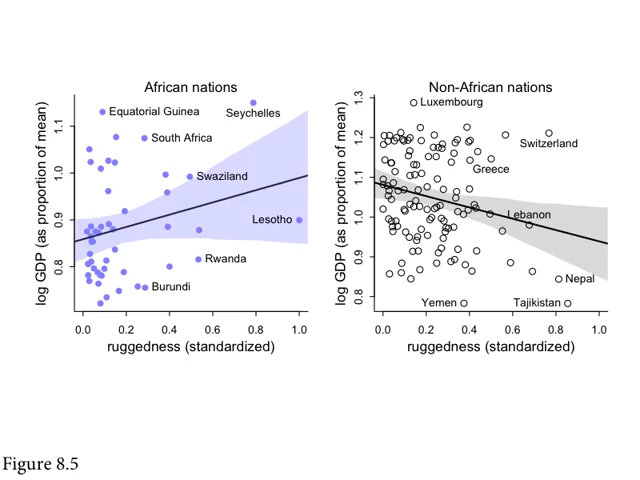 African nations
log GDP (as proportion of mean)
1.1
1.0
0.9
0.8
Equatorial Guinea
Seychelles
South Africa
Swaziland
Lesotho
Rwanda
Burundi
0.0 0.2 0.4 0.6 0.8 1.0
ruggedness (standardized)
Non-African nations
log GDP (as proportion of mean)
1.3
1.2
1.1
1.0
0.9
0.8
Luxembourg
Switzerland
Greece
Lebanon
Nepal
Yemen
Tajikistan
0.0 0.2 0.4 0.6 0.8 1.0
ruggedness (standardized)
Figure 8.5